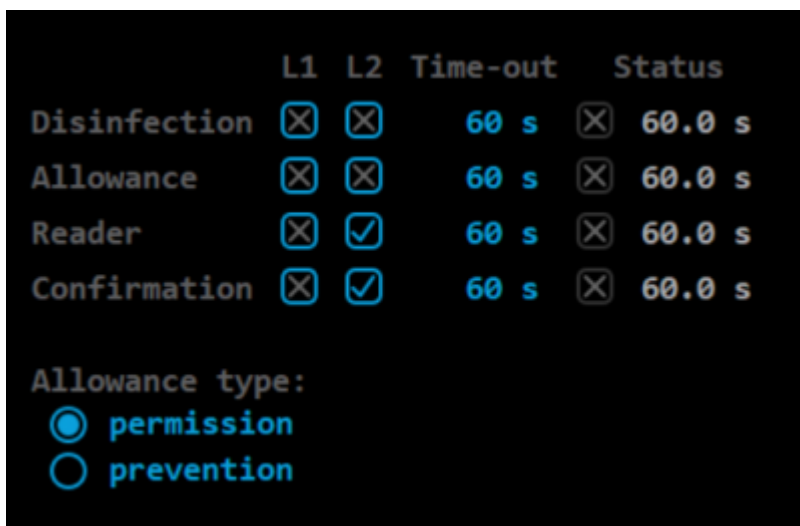 L1 L2 Time-out Status
Disinfection 60 s 60.0 s
Allowance 60 s 60.0 s
Reader 60 s 60.0 s
Confirmation 60 s 60.0 s
Allowance type:
permission
prevention